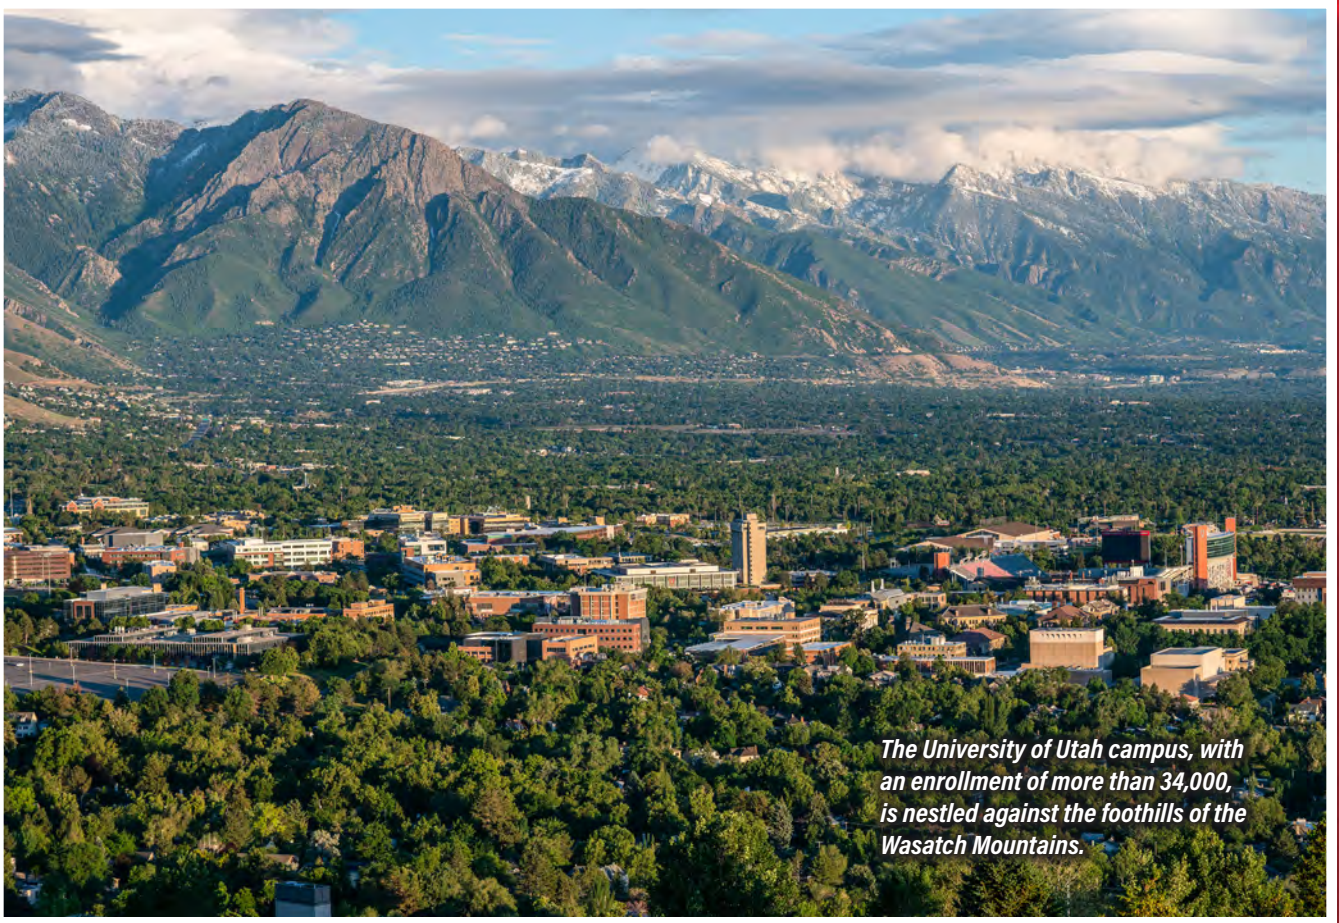 The University of Utah campus, with
an enrollment of more than 34,000,
is nestled against the foothills of the
Wasatch Mountains.